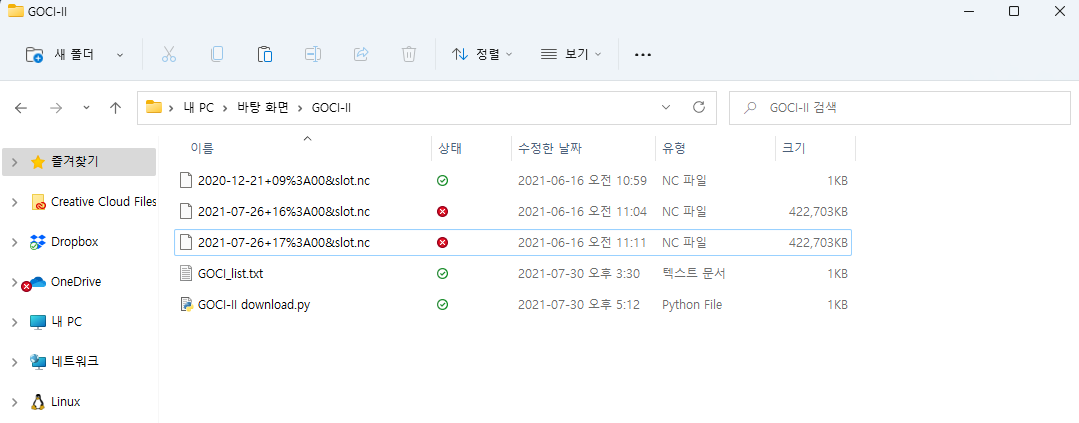 GOCI-II
새 폴더
정렬
보기
내 PC
바탕 화면
GOCI-II
GOCI-II 검색
이름 상태 수정한 날짜 유형 크기
즐겨찾기
Creative Cloud Files
Dropbox
OneDrive
내 PC
네트워크
Linux
2020-12-21+09%3A00&slot.nc 2021-06-16 오전 10:59 NC 파일 1KB
2021-07-26+16%3A00&slot.nc 2021-06-16 오전 11:04 NC 파일 422,703KB
2021-07-26+17%3A00&slot.nc 2021-06-16 오전 11:11 NC 파일 422,703KB
GOCI_list.txt 2021-07-30 오후 3:30 텍스트 문서 1KB
GOCI-II download.py 2021-07-30 오후 5:12 Python File 1KB